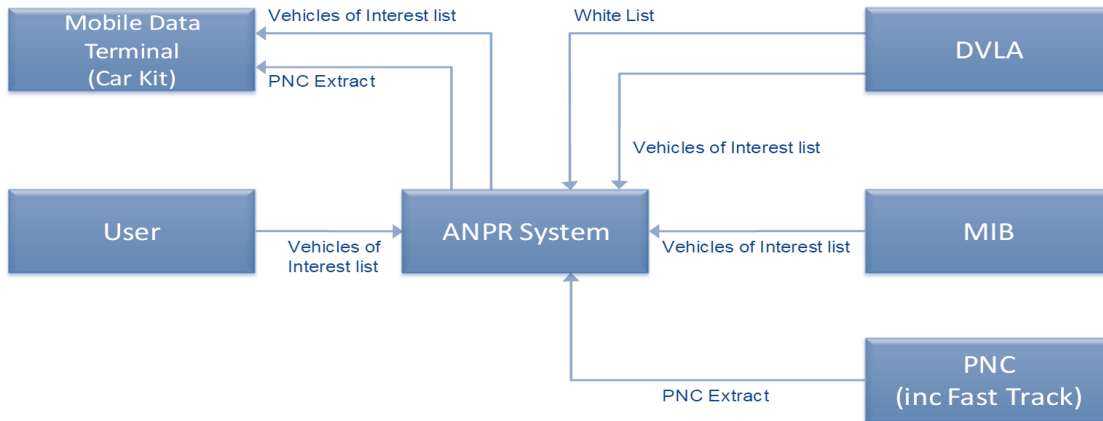 Mobile Data
Terminal
(Car Kit)
Vehicles of Interest list
PNC Extract
White List
DVLA
Vehicles of Interest list
User
Vehicles of
Interest list
ANPR System
Vehicles of Interest list
MIB
PNC Extract
PNC
(inc Fast Track)